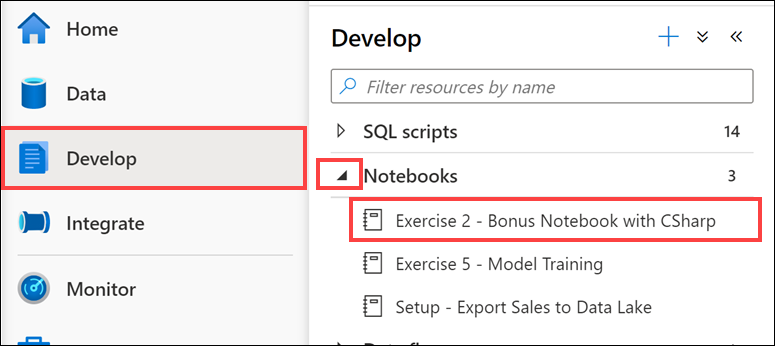 Home
Data
Develop
Integrate
Monitor
Develop
Filter resources by name
SQL scripts 14
Notebooks 3
Exercise 2 - Bonus Notebook with CSharp
Exercise 5 - Model Training
Setup - Export Sales to Data Lake